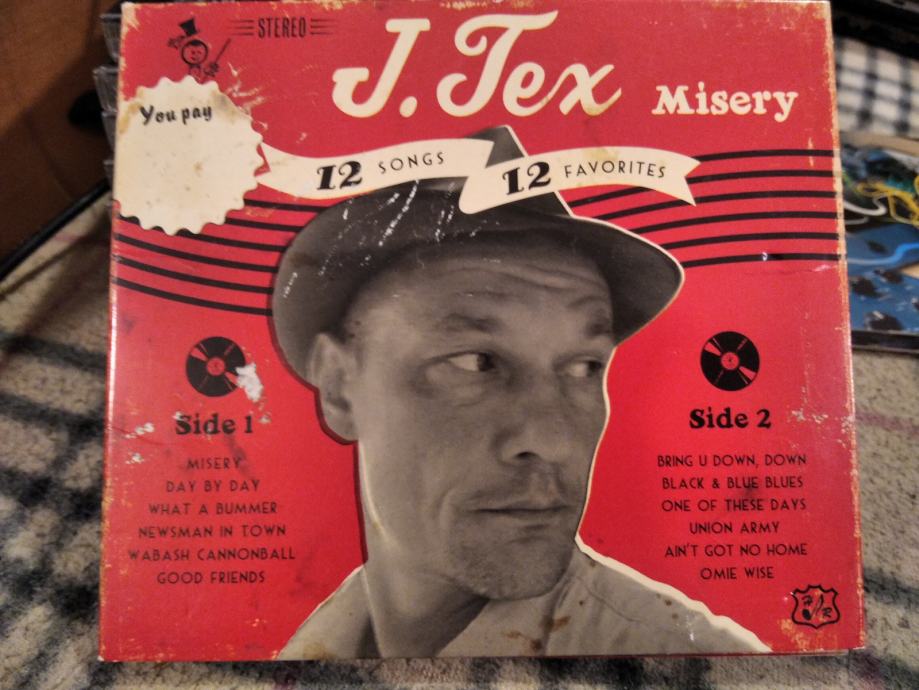 STEREO
J. Tex
Misery
You pay
12 SONGS
12 FAVORITES
Side 1
MISERY
DAY BY DAY
WHAT A BUMMER
NEWSMAN IN TOWN
WABASH CANNONBALL
GOOD FRIENDS
Side 2
BRING U DOWN, DOWN
BLACK & BLUE BLUES
ONE OF THESE DAYS
UNION ARMY
AIN'T GOT NO HOME
OMIE WISE